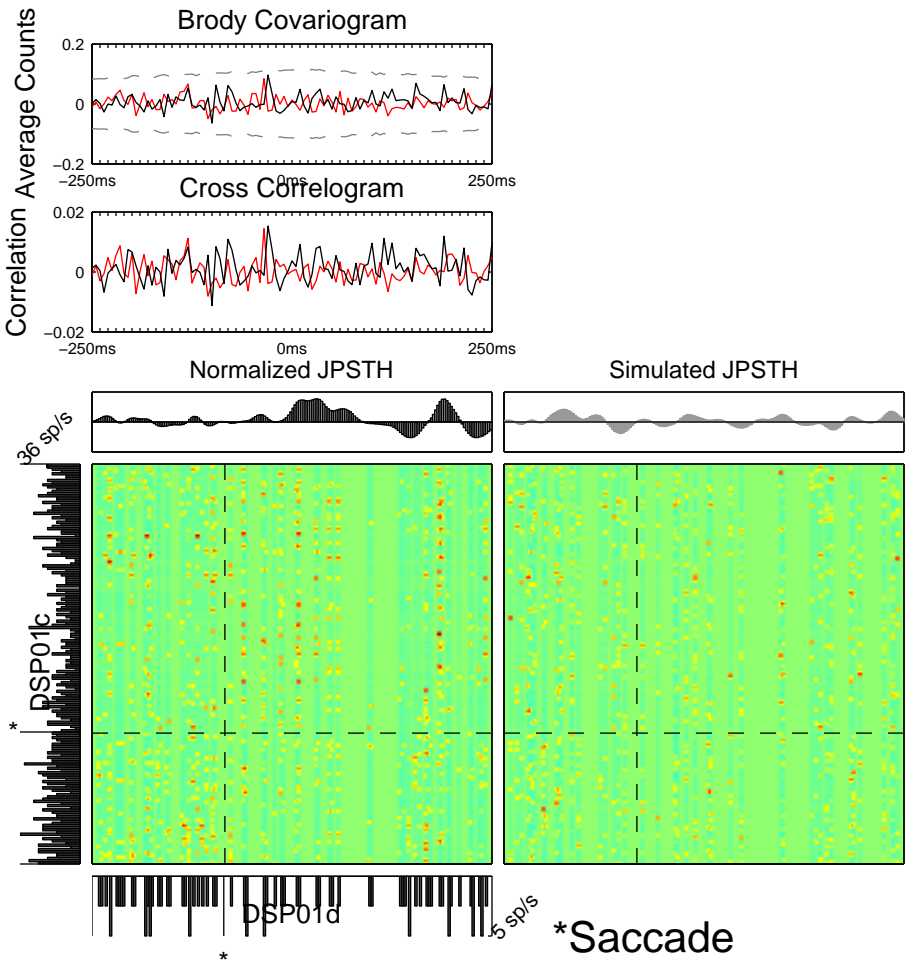 Brody Covariogram
Average Counts
0.2
0
−0.2
−250ms
0ms
250ms
Cross Correlogram
Correlation
0.02
0
−0.02
−250ms
0ms
250ms
Normalized JPSTH
Simulated JPSTH
36 sp/s
DSP01c
*
DSP01d
5 sp/s
*
*Saccade